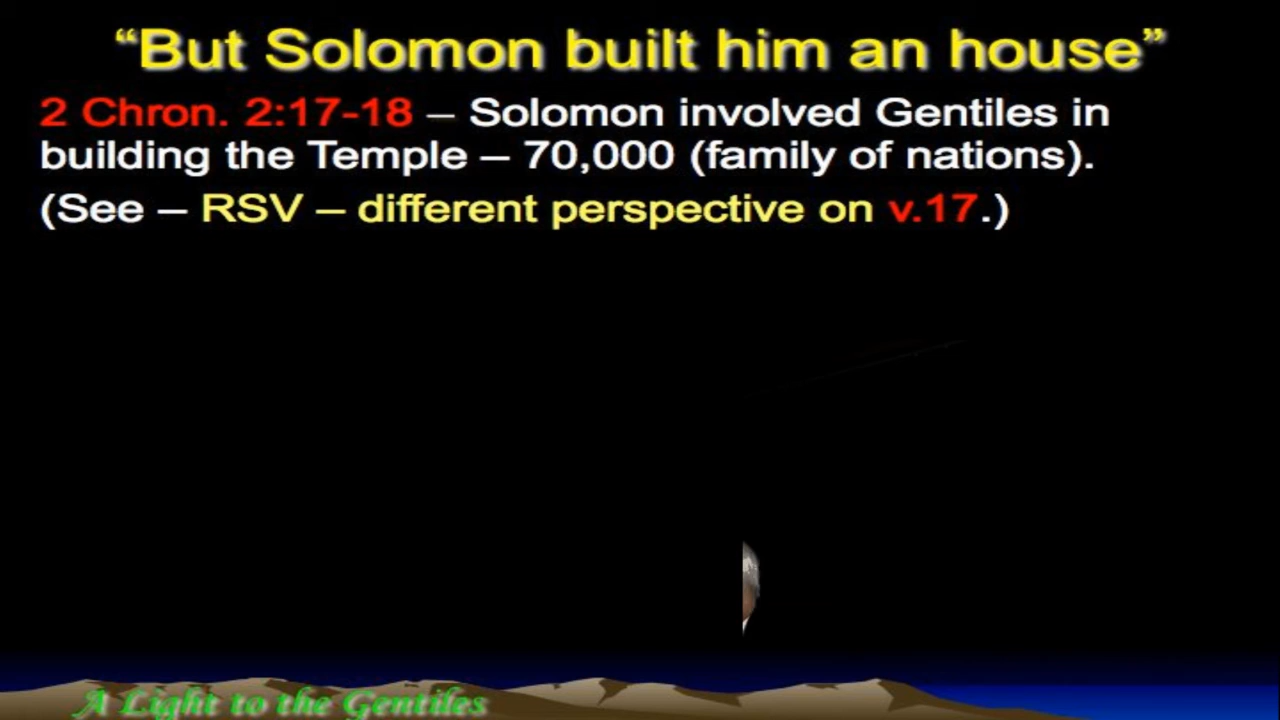 “But Solomon built him an house”
2 Chron. 2:17-18 – Solomon involved Gentiles in
building the Temple – 70,000 (family of nations).
(See – RSV – different perspective on v.17.)
A Light to the Gentiles